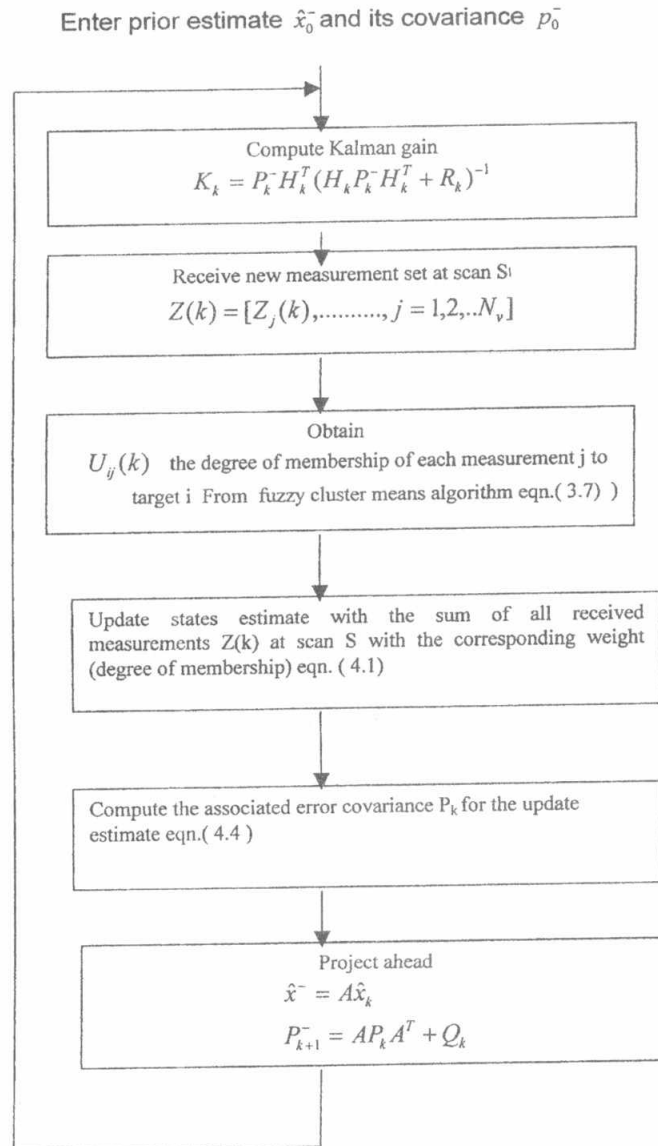 Enter prior estimate x̂₀⁻ and its covariance p₀⁻
Compute Kalman gain
K_k = P_k⁻ H_k^T (H_k P_k⁻ H_k^T + R_k)⁻¹
Receive new measurement set at scan S
Z(k) = [Z_j(k),.........., j = 1,2,..N_v]
Obtain
U_ij(k) the degree of membership of each measurement j to
target i From fuzzy cluster means algorithm eqn.( 3.7) )
Update states estimate with the sum of all received
measurements Z(k) at scan S with the corresponding weight
(degree of membership) eqn. ( 4.1)
Compute the associated error covariance P_k for the update
estimate eqn.( 4.4 )
Project ahead
x̂⁻ = Ax̂_k
P⁻_{k+1} = AP_k A^T + Q_k